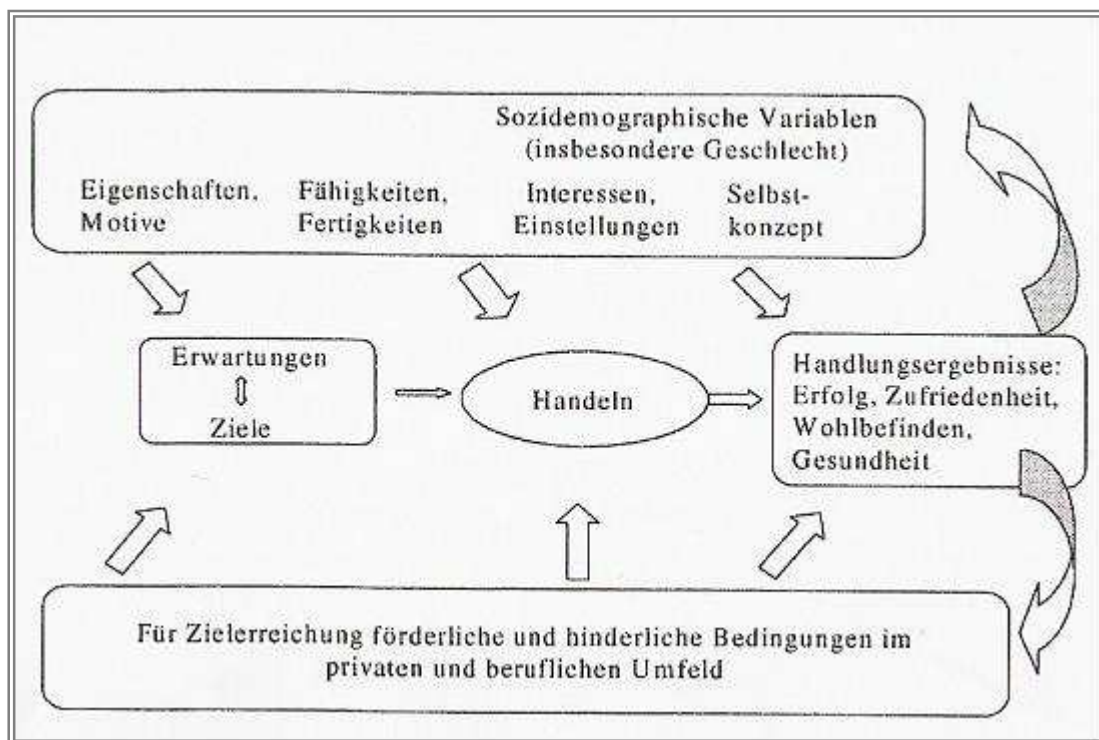 Sozidemographische Variablen
(insbesondere Geschlecht)
Eigenschaften,
Motive
Fähigkeiten,
Fertigkeiten
Interessen,
Einstellungen
Selbst-
konzept
Erwartungen
Ziele
Handeln
Handlungsergebnisse:
Erfolg, Zufriedenheit,
Wohlbefinden,
Gesundheit
Für Zielerreichung förderliche und hinderliche Bedingungen im
privaten und beruflichen Umfeld